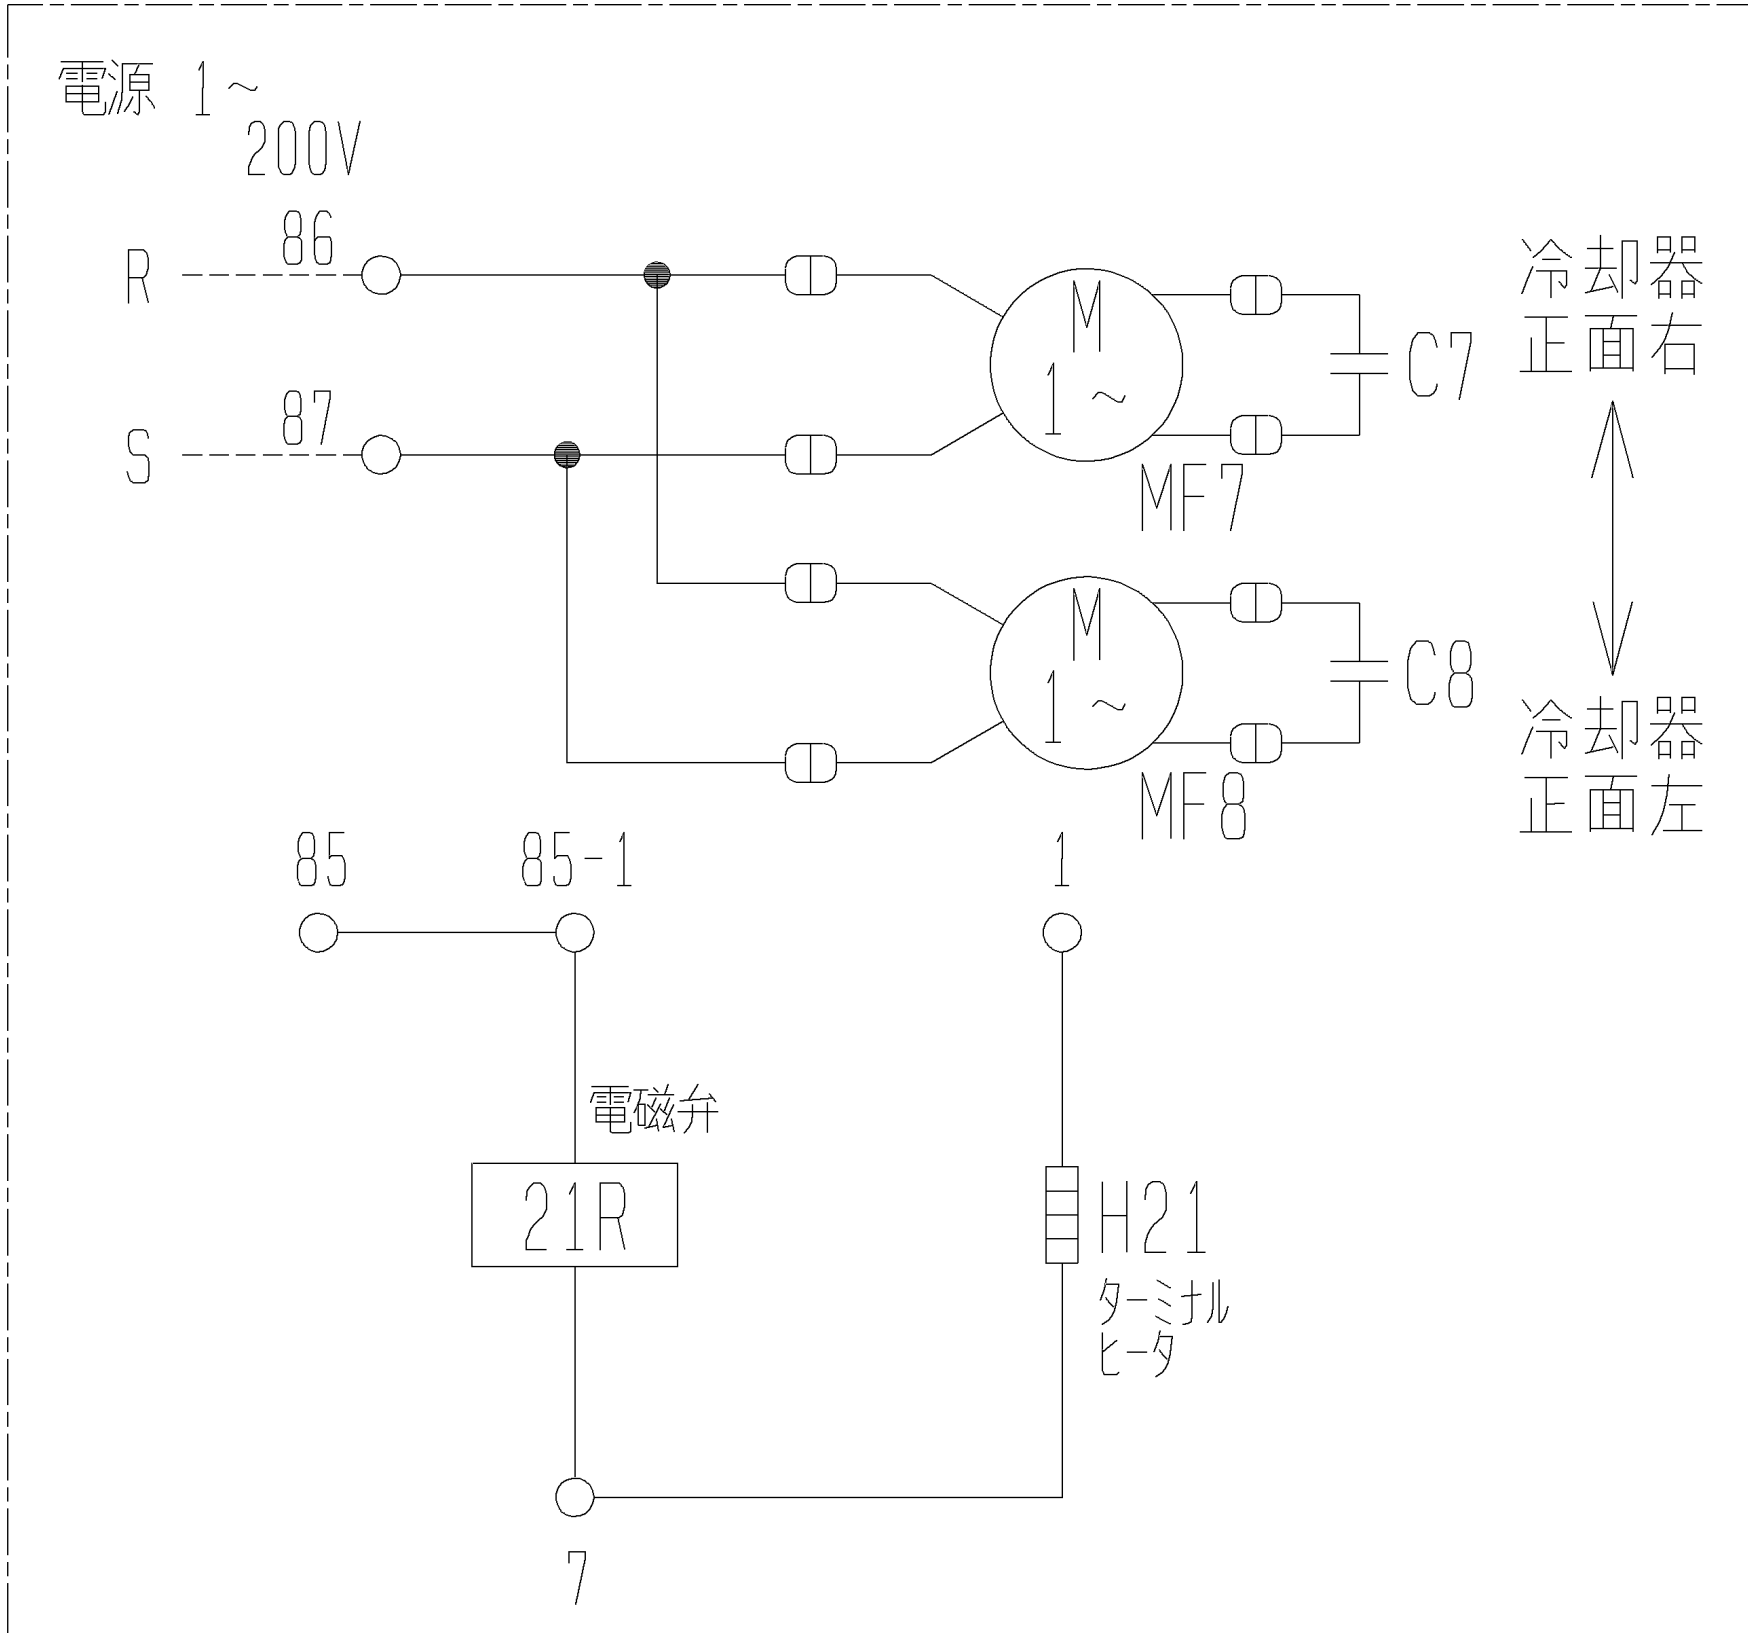 電源 1~
200V
R
86
S
87
M
1~
MF7
C7
冷却器
正面右
M
1~
MF8
C8
冷却器
正面左
85
85-1
1
電磁弁
21R
H21
ターミナル
ヒータ
7